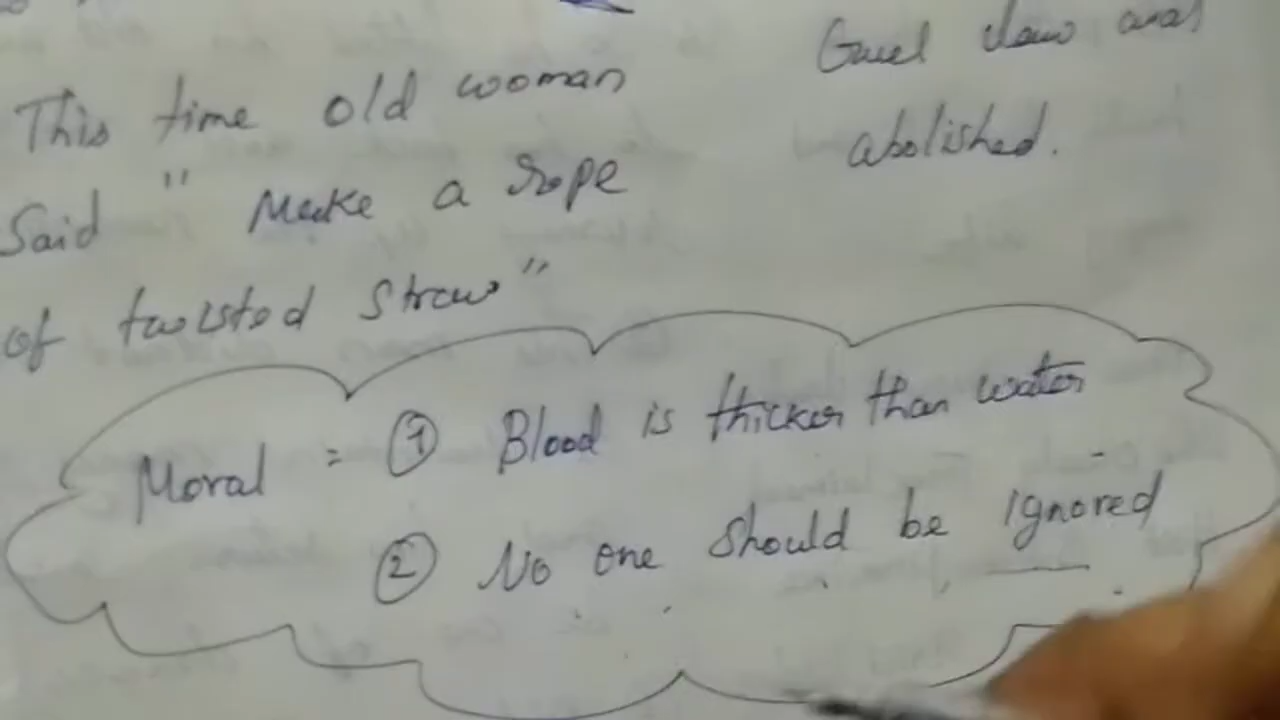 This time old woman
Said " Make a rope
of twisted straw"
Cruel law was
abolished.
Moral = ① Blood is thicker than water
② No one should be ignored